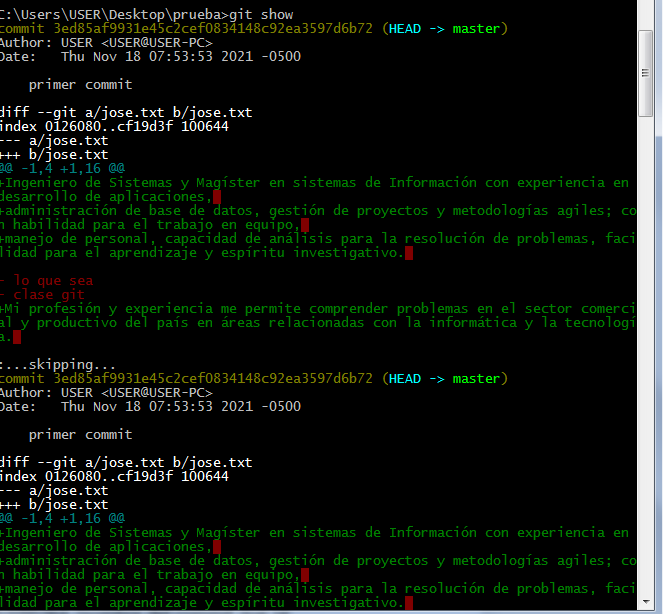 C:\Users\USER\Desktop\prueba>git show
commit 3ed85af9931e45c2cef0834148c92ea3597d6b72 (HEAD -> master)
Author: USER <USER@USER-PC>
Date:   Thu Nov 18 07:53:53 2021 -0500
primer commit
diff --git a/jose.txt b/jose.txt
index 0126080..cf19d3f 100644
--- a/jose.txt
+++ b/jose.txt
@@ -1,4 +1,16 @@
+Ingeniero de Sistemas y Magíster en sistemas de Información con experiencia en
desarrollo de aplicaciones,
+administración de base de datos, gestión de proyectos y metodologías agiles; co
n habilidad para el trabajo en equipo,
+manejo de personal, capacidad de análisis para la resolución de problemas, faci
lidad para el aprendizaje y espíritu investigativo.
- lo que sea
- clase git
+Mi profesión y experiencia me permite comprender problemas en el sector comerci
al y productivo del país en áreas relacionadas con la informática y la tecnologí
a.
:...skipping...
commit 3ed85af9931e45c2cef0834148c92ea3597d6b72 (HEAD -> master)
Author: USER <USER@USER-PC>
Date:   Thu Nov 18 07:53:53 2021 -0500
primer commit
diff --git a/jose.txt b/jose.txt
index 0126080..cf19d3f 100644
--- a/jose.txt
+++ b/jose.txt
@@ -1,4 +1,16 @@
+Ingeniero de Sistemas y Magíster en sistemas de Información con experiencia en
desarrollo de aplicaciones,
+administración de base de datos, gestión de proyectos y metodologías agiles; co
n habilidad para el trabajo en equipo,
+manejo de personal, capacidad de análisis para la resolución de problemas, faci
lidad para el aprendizaje y espíritu investigativo.